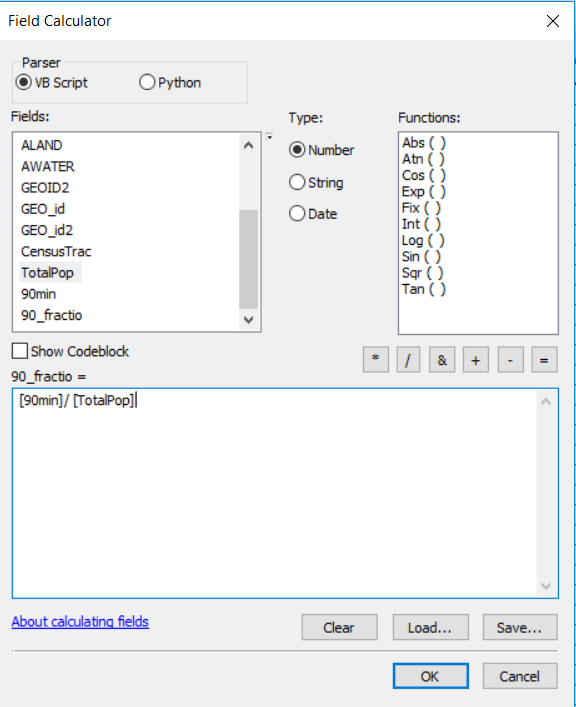 Field Calculator
Parser
VB Script
Python
Fields:
ALAND
AWATER
GEOID2
GEO_id
GEO_id2
CensusTrac
TotalPop
90min
90_fractio
Type:
Number
String
Date
Functions:
Abs ( )
Atn ( )
Cos ( )
Exp ( )
Fix ( )
Int ( )
Log ( )
Sin ( )
Sqr ( )
Tan ( )
Show Codeblock
* / & + - =
90_fractio =
[90min]/ [TotalPop]
About calculating fields
Clear
Load...
Save...
OK
Cancel